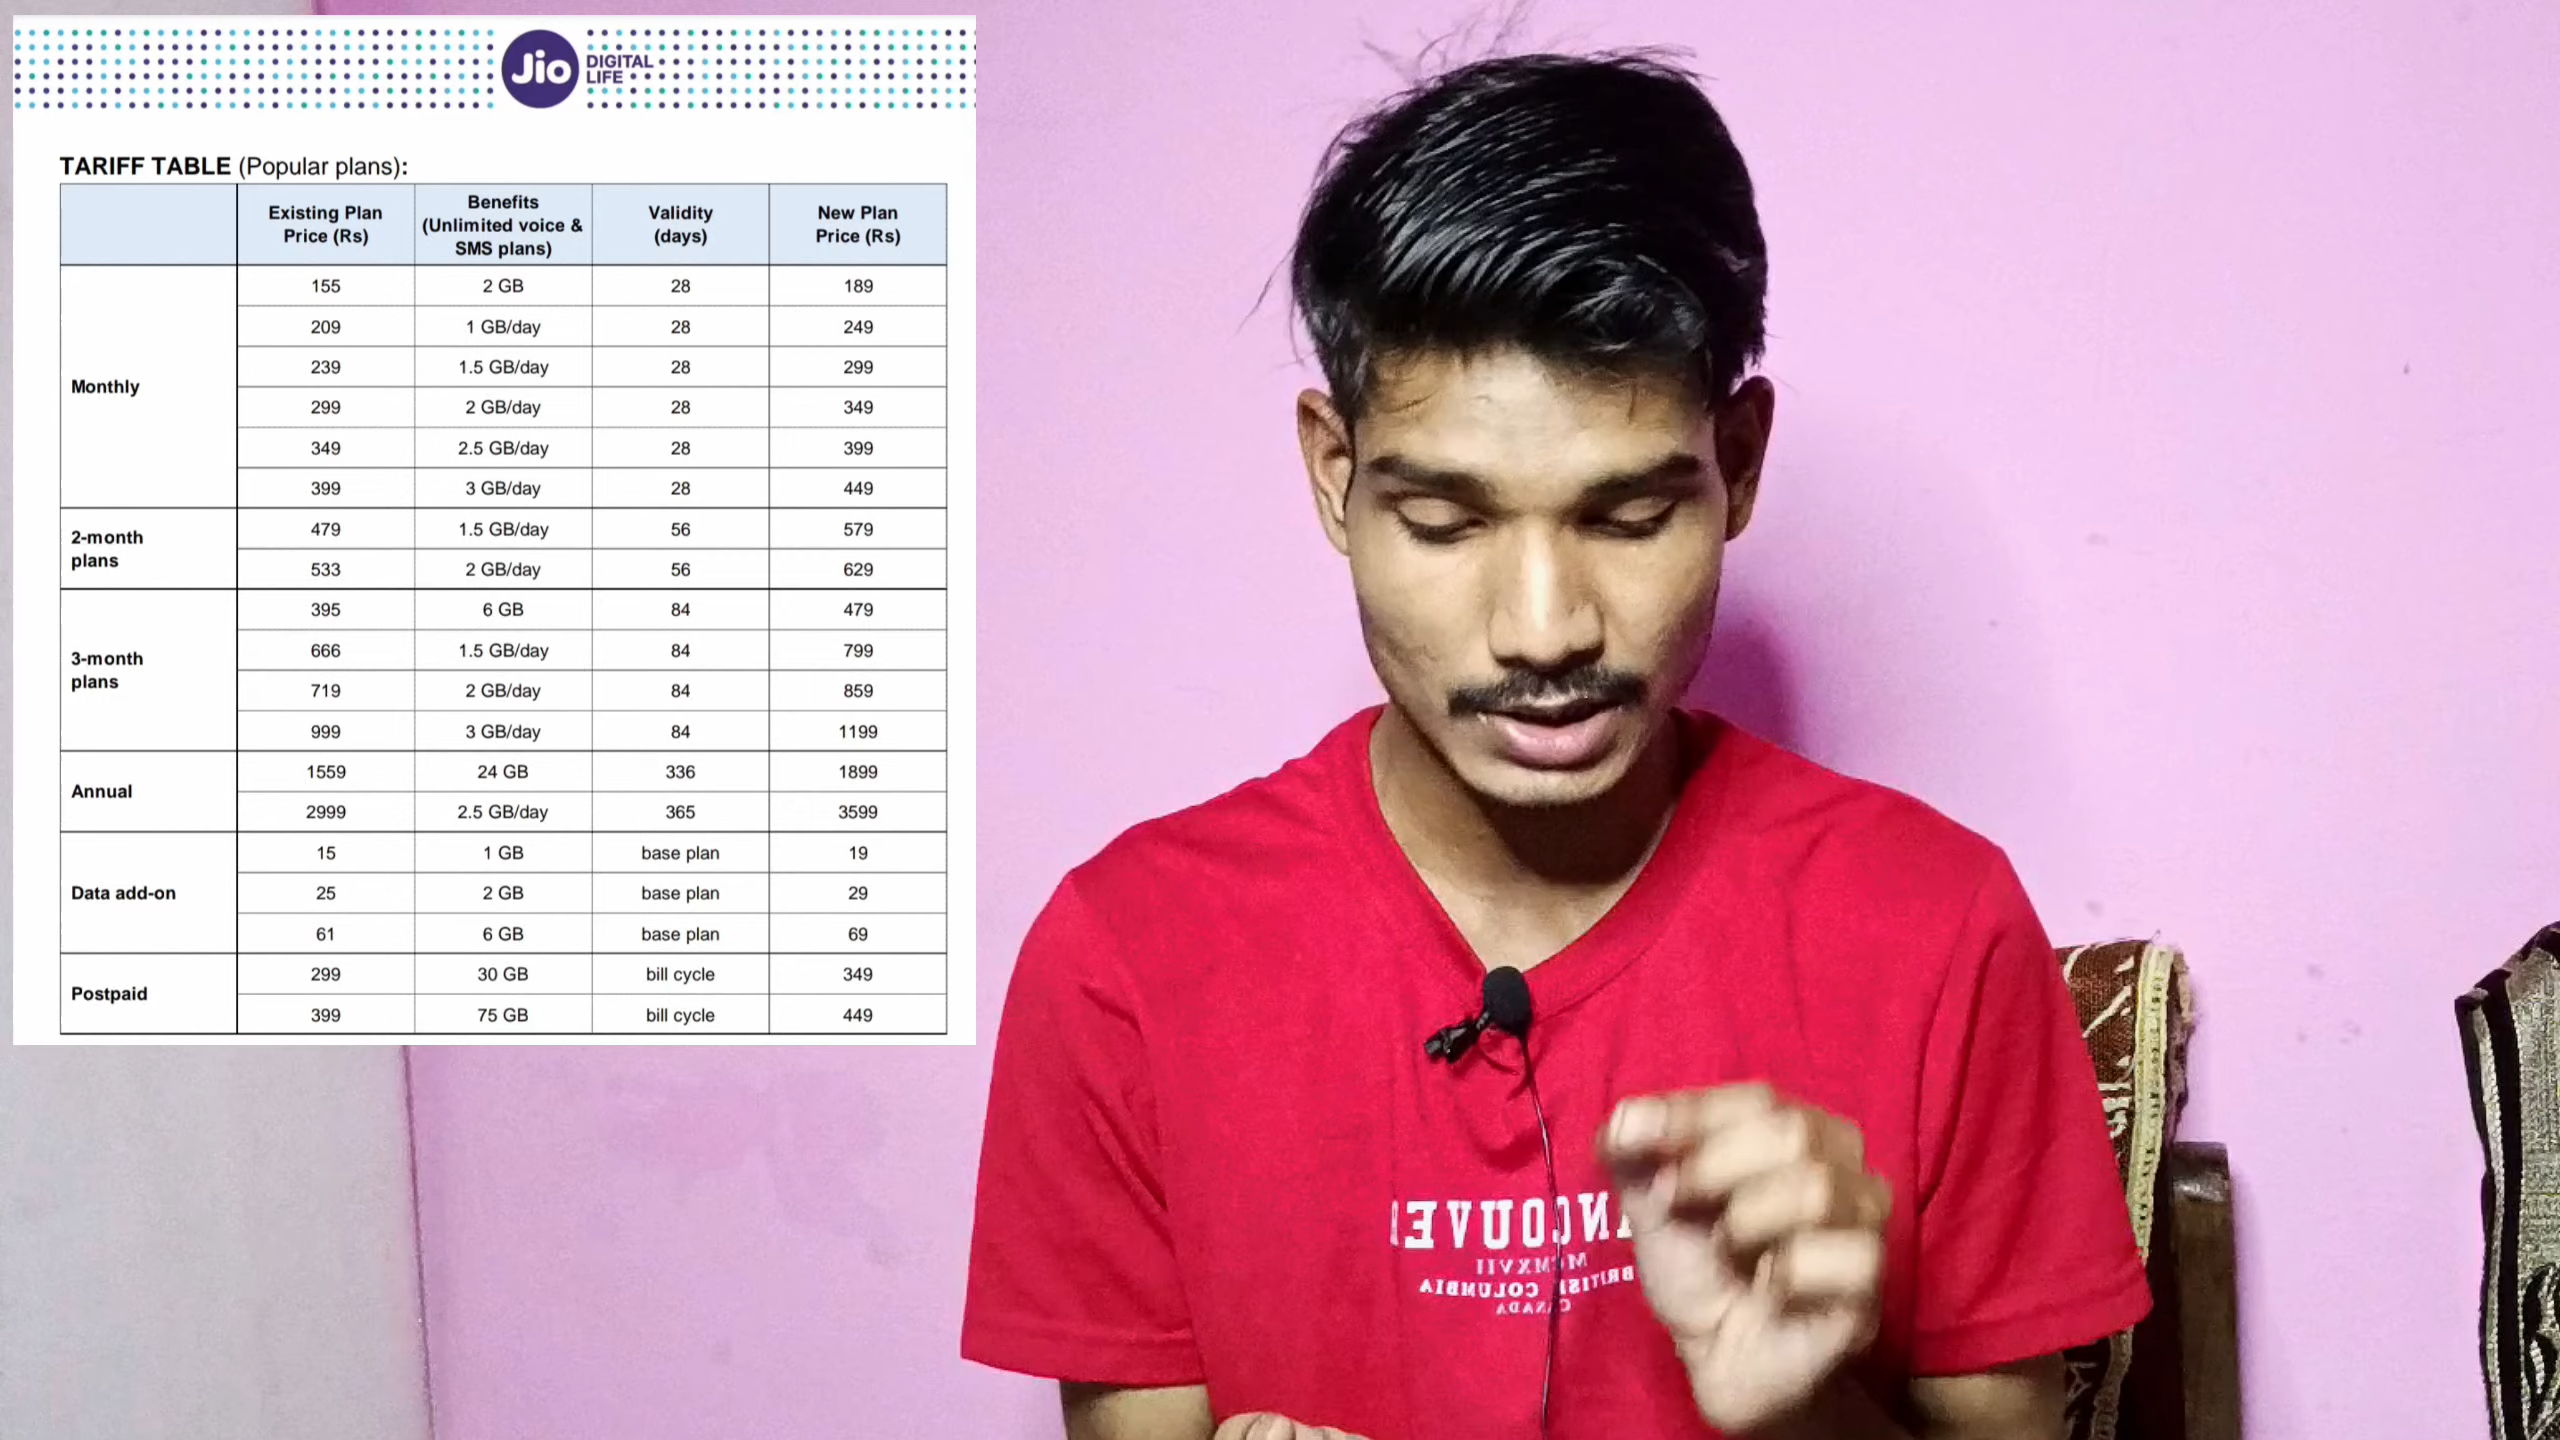 Jio DIGITAL
LIFE
TARIFF TABLE (Popular plans):
Existing Plan Price (Rs) Benefits (Unlimited voice & SMS plans) Validity (days) New Plan Price (Rs)
Monthly
155 2 GB 28 189
209 1 GB/day 28 249
239 1.5 GB/day 28 299
299 2 GB/day 28 349
349 2.5 GB/day 28 399
399 3 GB/day 28 449
2-month plans
479 1.5 GB/day 56 579
533 2 GB/day 56 629
3-month plans
395 6 GB 84 479
666 1.5 GB/day 84 799
719 2 GB/day 84 859
999 3 GB/day 84 1199
Annual
1559 24 GB 336 1899
2999 2.5 GB/day 365 3599
Data add-on
15 1 GB base plan 19
25 2 GB base plan 29
61 6 GB base plan 69
Postpaid
299 30 GB bill cycle 349
399 75 GB bill cycle 449
BRITISH COLUMBIA
CANADA